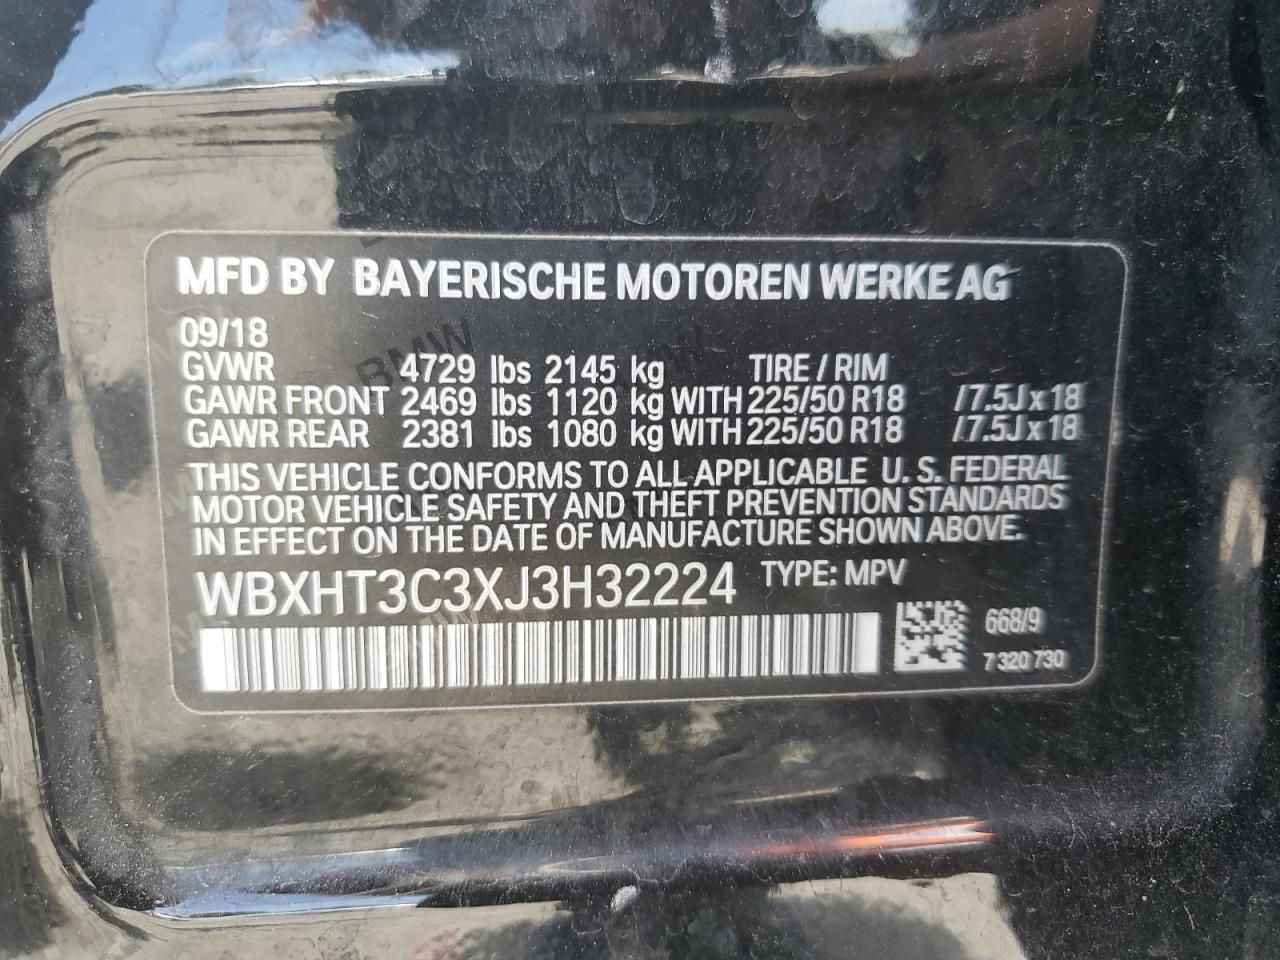 MFD BY BAYERISCHE MOTOREN WERKE AG
09/18
GVWR 4729 lbs 2145 kg TIRE / RIM
GAWR FRONT 2469 lbs 1120 kg WITH 225/50 R18 / 7.5J x 18
GAWR REAR 2381 lbs 1080 kg WITH 225/50 R18 / 7.5J x 18
THIS VEHICLE CONFORMS TO ALL APPLICABLE U. S. FEDERAL
MOTOR VEHICLE SAFETY AND THEFT PREVENTION STANDARDS
IN EFFECT ON THE DATE OF MANUFACTURE SHOWN ABOVE.
WBXHT3C3XJ3H32224 TYPE: MPV
668/9
7 320 730
BMW